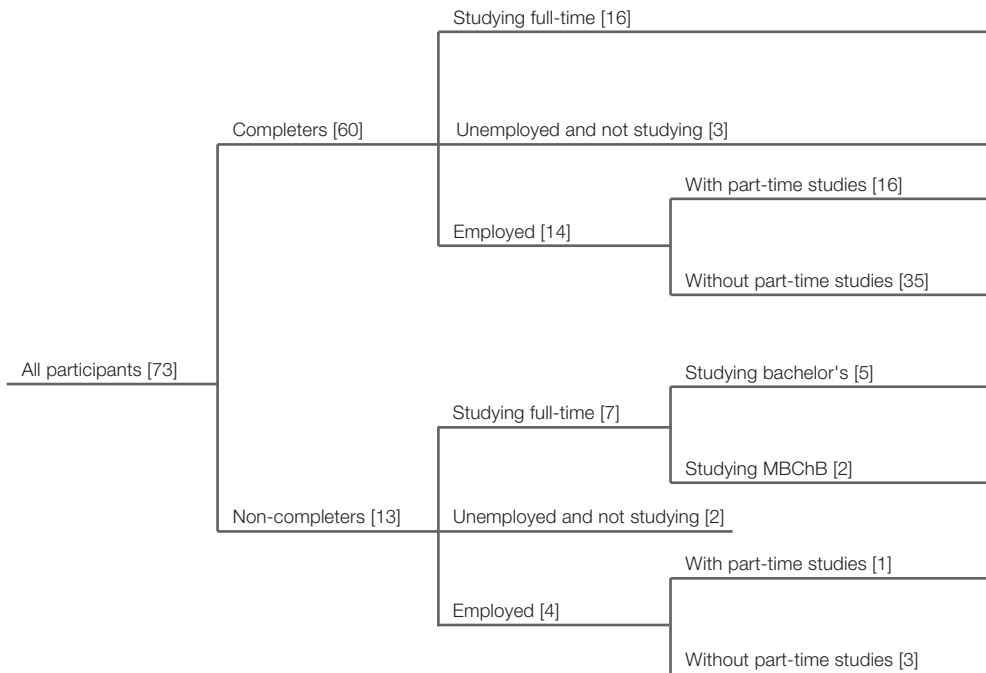 Studying full-time [16]
Completers [60]
Unemployed and not studying [3]
With part-time studies [16]
Employed [14]
Without part-time studies [35]
All participants [73]
Studying bachelor's [5]
Studying full-time [7]
Studying MBChB [2]
Non-completers [13]
Unemployed and not studying [2]
With part-time studies [1]
Employed [4]
Without part-time studies [3]